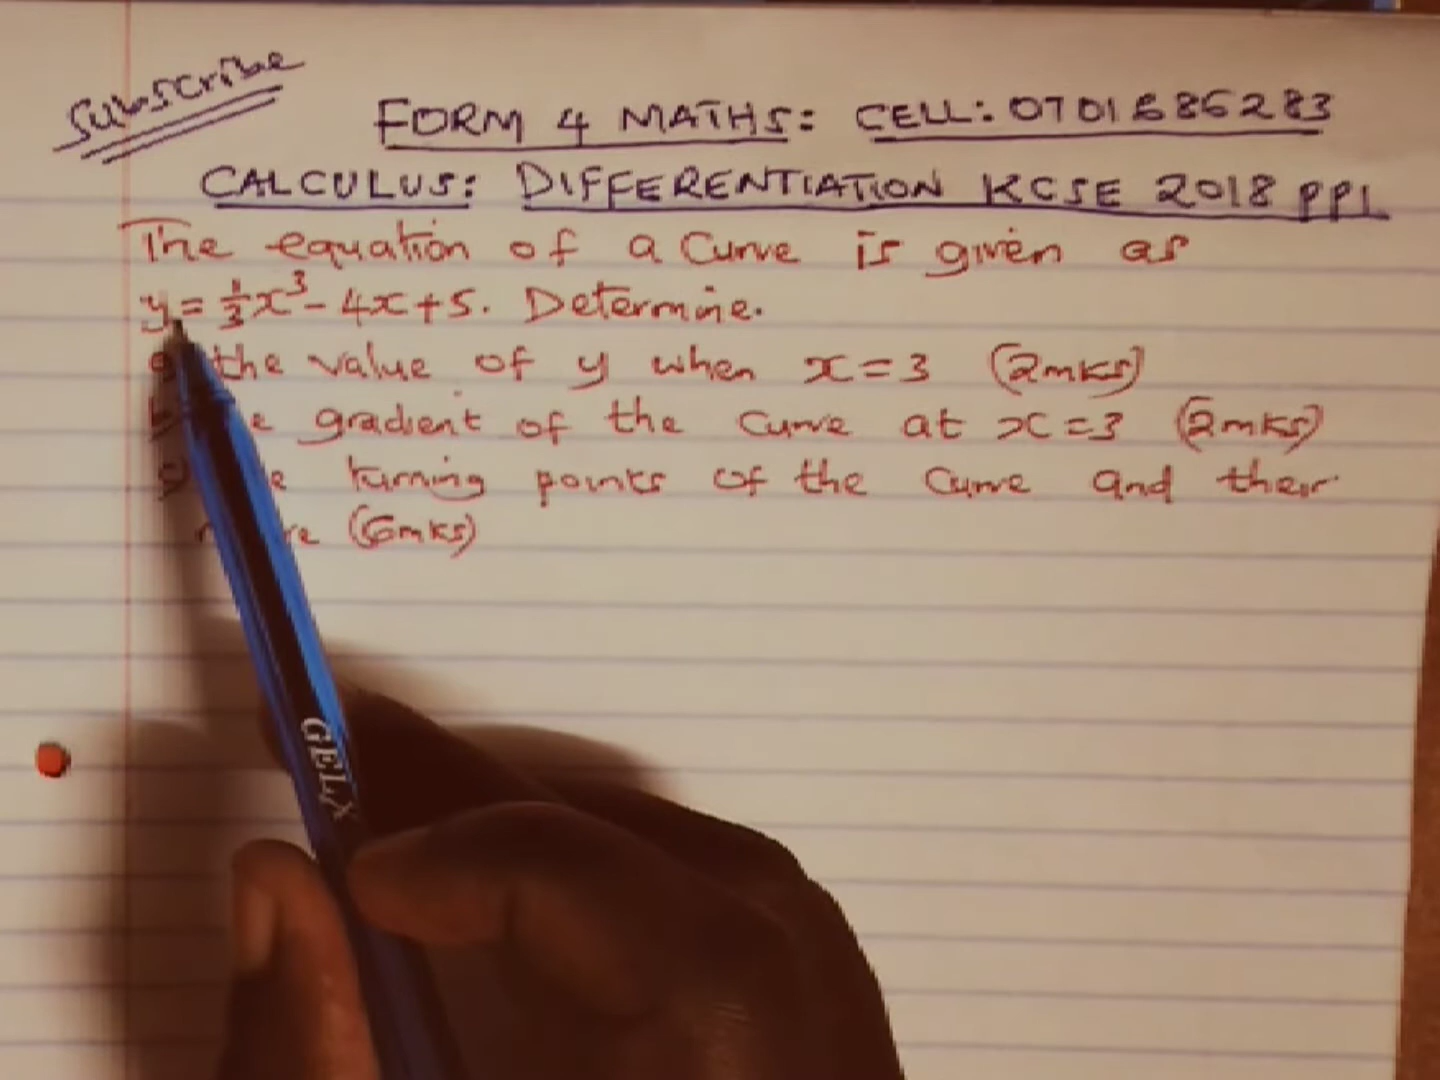 Subscribe
FORM 4 MATHS: CELL: 0701686283
CALCULUS: DIFFERENTIATION KCSE 2018 PP1
The equation of a curve is given as
y = 1/3x³ - 4x + 5. Determine.
the value of y when x = 3 (2mks)
gradient of the curve at x = 3 (2mks)
turning points of the curve and their
(6mks)
GELX